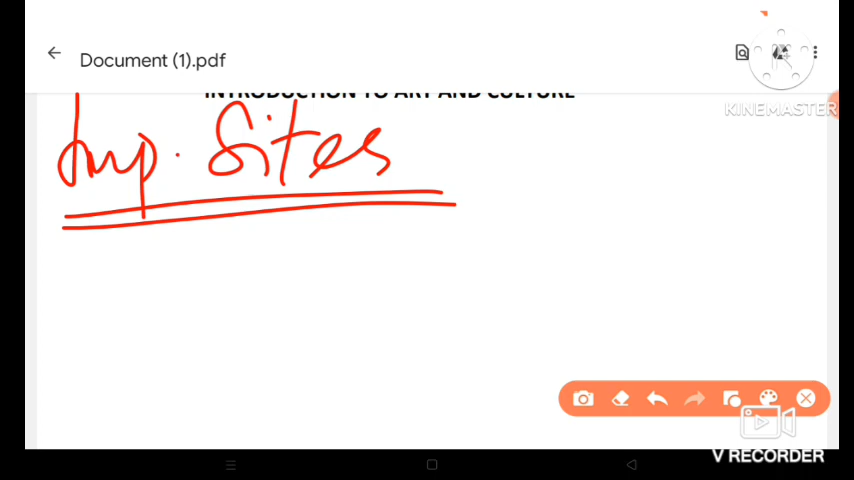 Document (1).pdf
KINEMASTER
INTRODUCTION TO ART AND CULTURE
Imp. Sites
V RECORDER